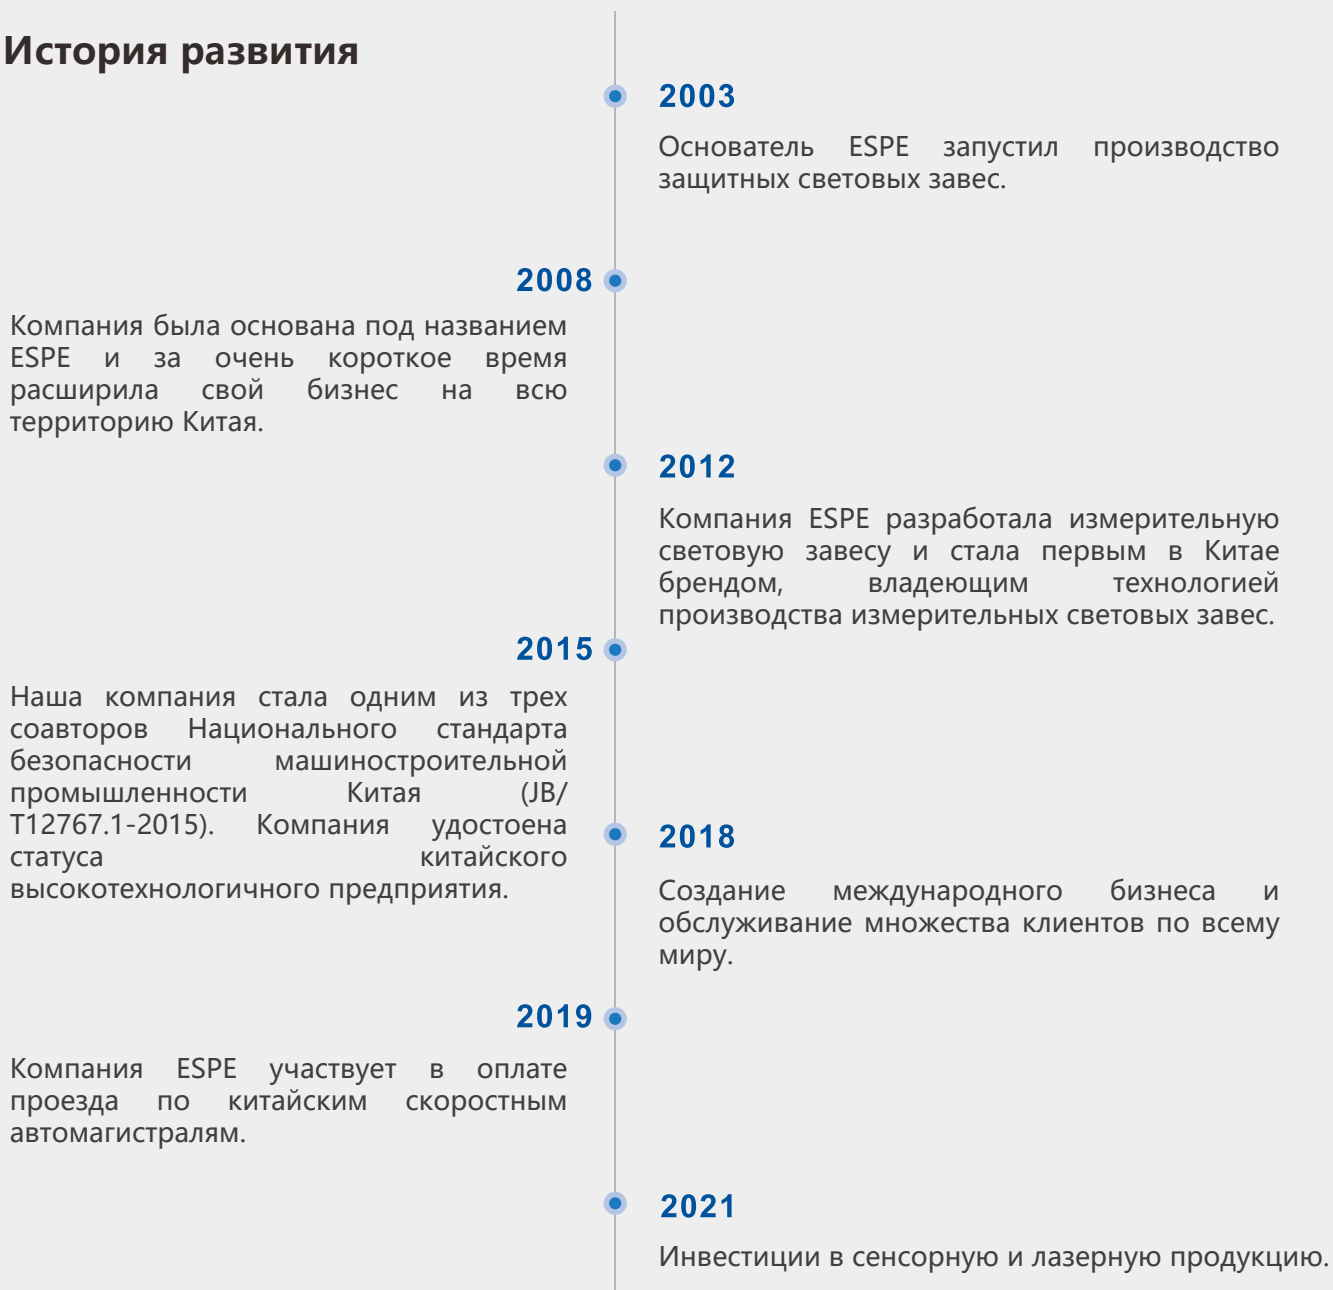 История развития
2003
Основатель ESPE запустил производство
защитных световых завес.
2008
Компания была основана под названием
ESPE и за очень короткое время
расширила свой бизнес на всю
территорию Китая.
2012
Компания ESPE разработала измерительную
световую завесу и стала первым в Китае
брендом, владеющим технологией
производства измерительных световых завес.
2015
Наша компания стала одним из трех
соавторов Национального стандарта
безопасности машиностроительной
промышленности Китая (JB/
T12767.1-2015). Компания удостоена
статуса китайского
высокотехнологичного предприятия.
2018
Создание международного бизнеса и
обслуживание множества клиентов по всему
миру.
2019
Компания ESPE участвует в оплате
проезда по китайским скоростным
автомагистралям.
2021
Инвестиции в сенсорную и лазерную продукцию.